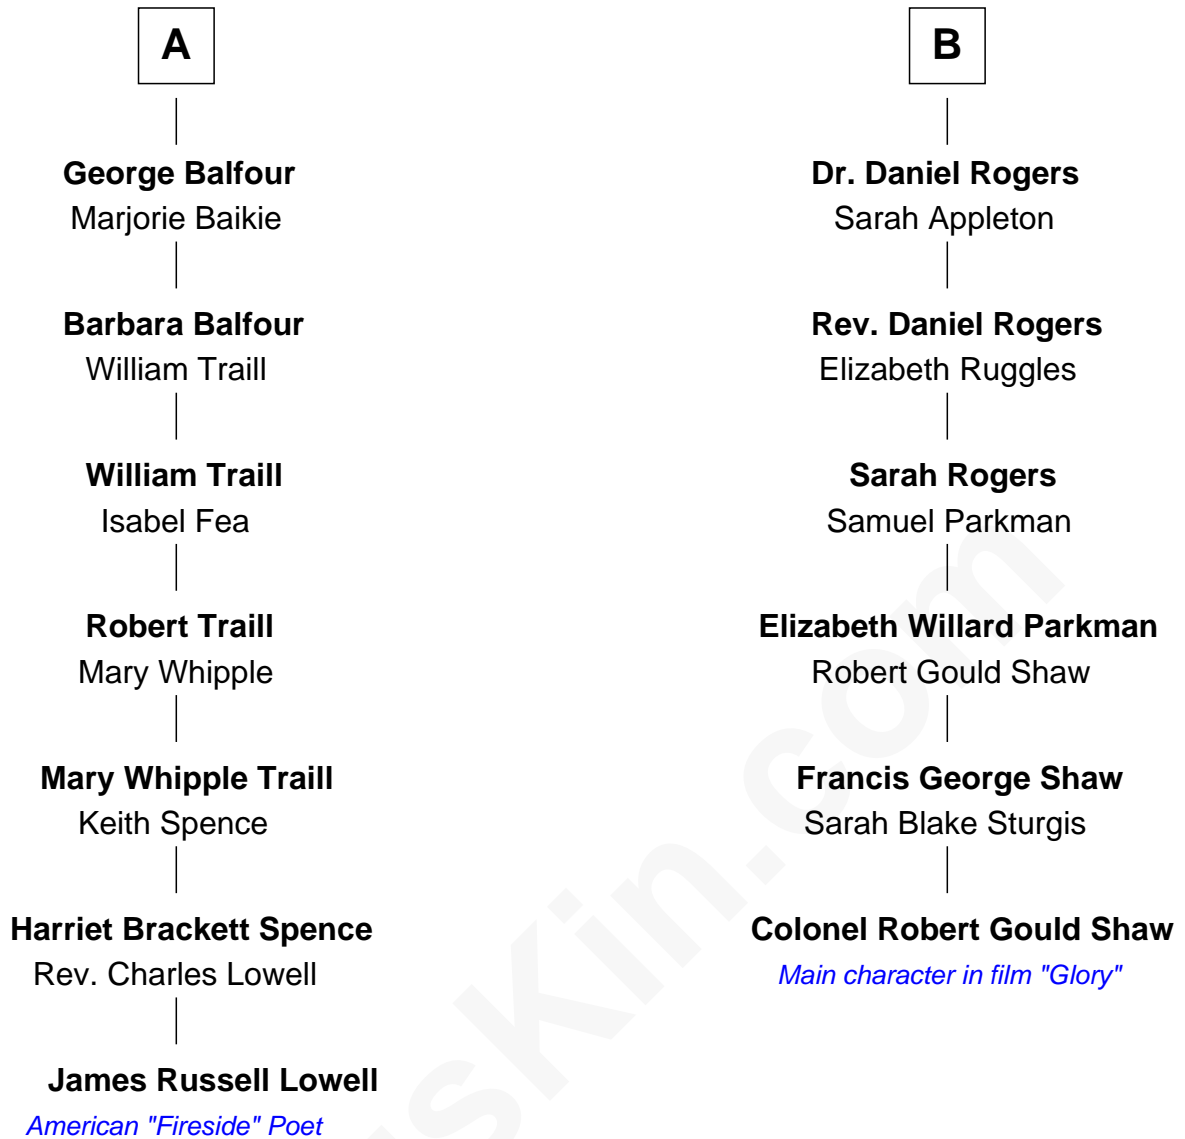 A
George Balfour
Marjorie Baikie
Barbara Balfour
William Traill
William Traill
Isabel Fea
Robert Traill
Mary Whipple
Mary Whipple Traill
Keith Spence
Harriet Brackett Spence
Rev. Charles Lowell
James Russell Lowell
American "Fireside" Poet
B
Dr. Daniel Rogers
Sarah Appleton
Rev. Daniel Rogers
Elizabeth Ruggles
Sarah Rogers
Samuel Parkman
Elizabeth Willard Parkman
Robert Gould Shaw
Francis George Shaw
Sarah Blake Sturgis
Colonel Robert Gould Shaw
Main character in film "Glory"
sKin.com